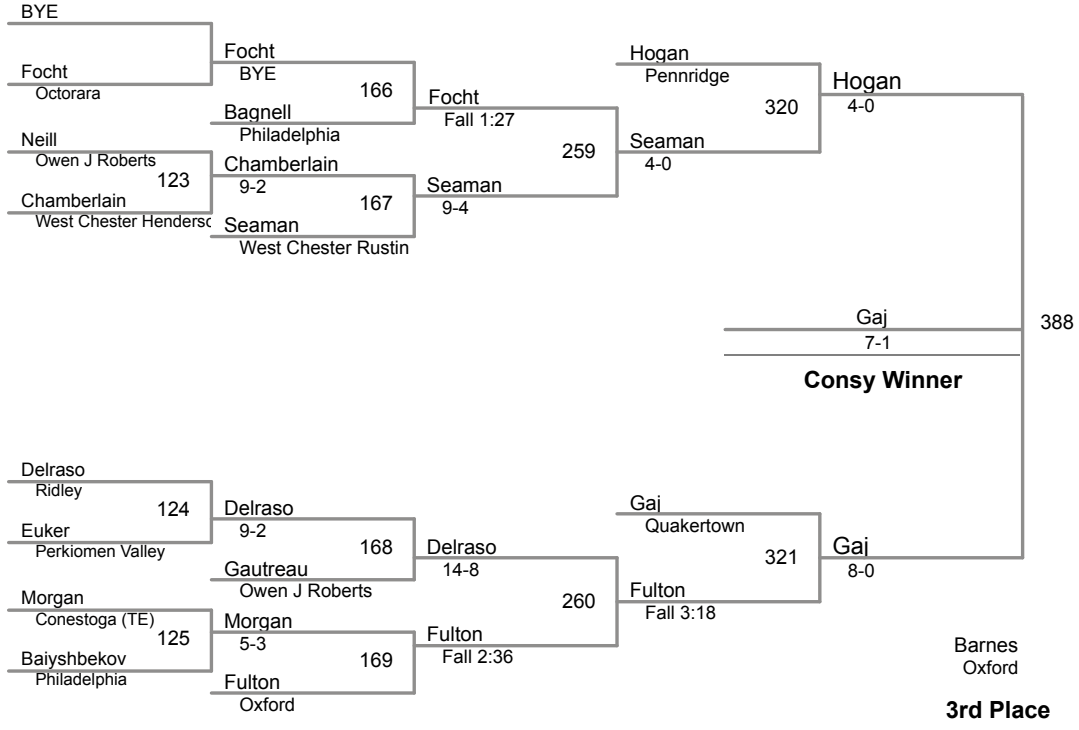 BYE
Focht
Octorara
Neill
Owen J Roberts
123
Chamberlain
West Chester Henderso
Focht
BYE
166
Bagnell
Philadelphia
Chamberlain
9-2
167
Seaman
West Chester Rustin
Focht
Fall 1:27
259
Seaman
9-4
Hogan
Pennridge
320
Seaman
4-0
Hogan
4-0
Gaj
7-1
Consy Winner
388
Delraso
Ridley
124
Euker
Perkiomen Valley
Morgan
Conestoga (TE)
125
Baiyshbekov
Philadelphia
Delraso
9-2
168
Gautreau
Owen J Roberts
Morgan
5-3
169
Fulton
Oxford
Delraso
14-8
260
Fulton
Fall 2:36
Gaj
Quakertown
321
Fulton
Fall 3:18
Gaj
8-0
Barnes
Oxford
3rd Place